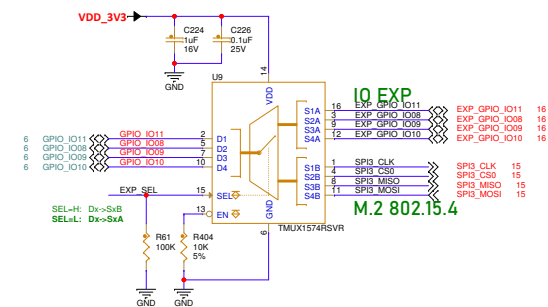 VDD_3V3
C224
1uF
16V
C226
0.1uF
25V
GND
U9
14
VDD
IO EXP
6 GPIO_IO11 GPIO_IO11 2 D1
6 GPIO_IO08 GPIO_IO08 5 D2
6 GPIO_IO09 GPIO_IO09 7 D3
6 GPIO_IO10 GPIO_IO10 10 D4
S1A 16 EXP_GPIO_IO11 EXP_GPIO_IO11 16
S2A 3 EXP_GPIO_IO08 EXP_GPIO_IO08 16
S3A 9 EXP_GPIO_IO09 EXP_GPIO_IO09 16
S4A 12 EXP_GPIO_IO10 EXP_GPIO_IO10 16
S1B 1 SPI3_CLK SPI3_CLK 15
S2B 4 SPI3_CS0 SPI3_CS0 15
S3B 8 SPI3_MISO SPI3_MISO 15
S4B 11 SPI3_MOSI SPI3_MOSI 15
M.2 802.15.4
EXP_SEL 15 SEL
13 EN
GND
6
TMUX1574RSVR
SEL=H: Dx->SxB
SEL=L: Dx->SxA
R61
100K
R404
10K
5%
GND
GND
GND